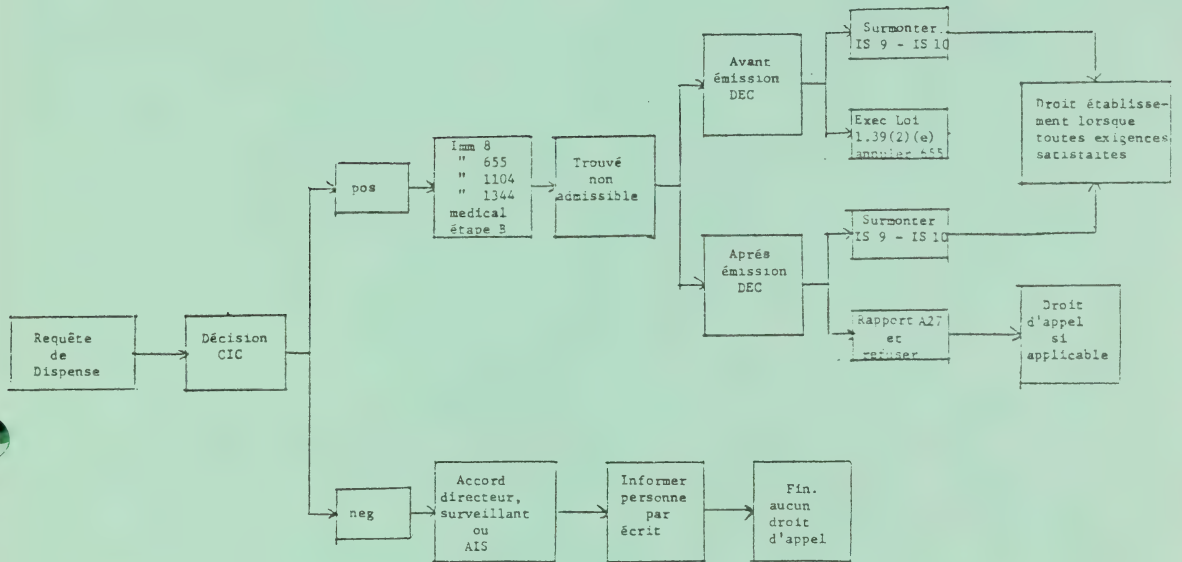 Requête
de
Dispense
Décision
CIC
pos
Imm 8
" 655
" 1104
" 1344
medical
étape B
Trouvé
non
admissible
Avant
émission
DEC
Surmonter
IS 9 - IS 10
Exec Loi
1.39(2)(e)
annuler 655
Droit établisse-
ment lorsque
toutes exigences
satisfaites
Aprés
émission
DEC
Surmonter
IS 9 - IS 10
Rapport A27
et
refuser
Droit
d'appel
si
applicable
neg
Accord
directeur,
surveillant
ou
AIS
Informer
personne
par
écrit
Fin.
aucun
droit
d'appel